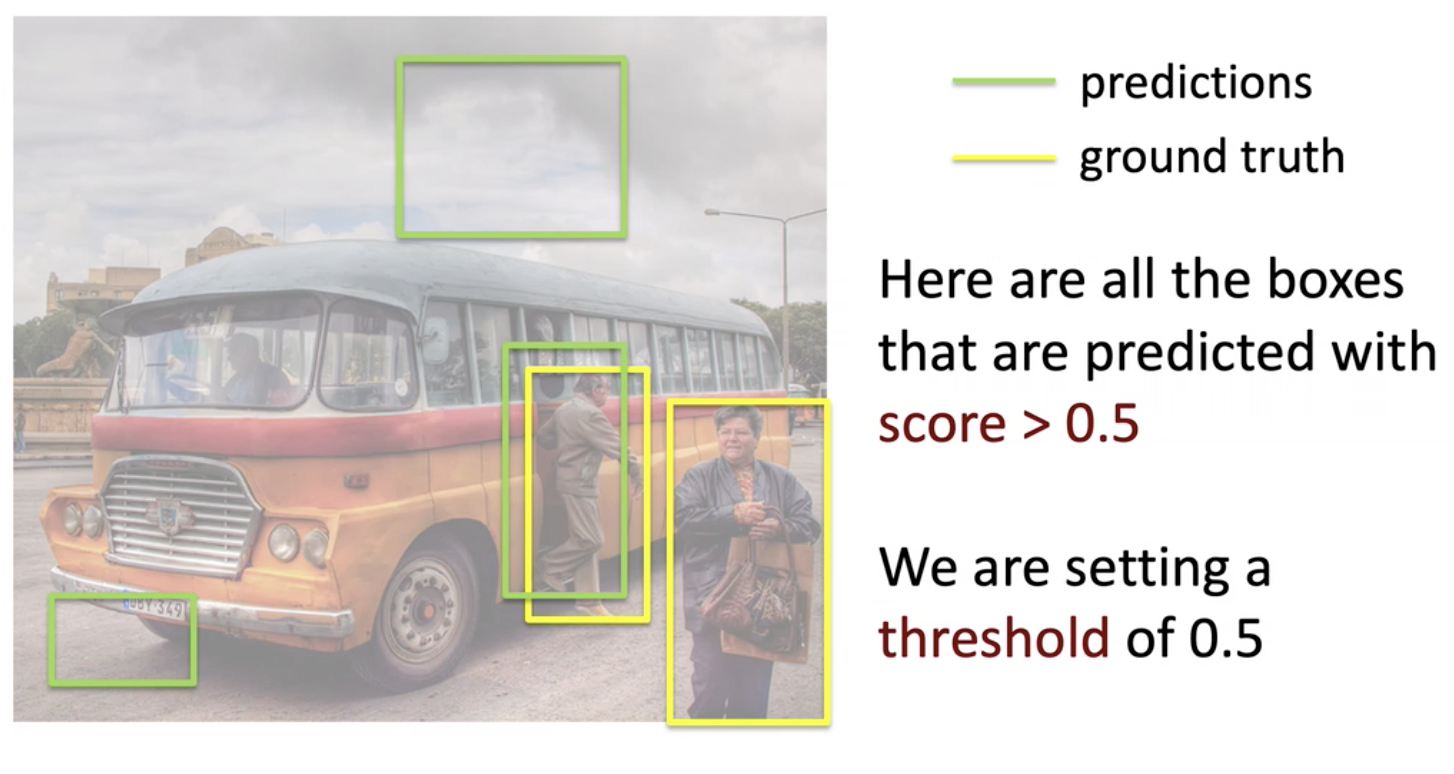 predictions
ground truth
Here are all the boxes
that are predicted with
score > 0.5
We are setting a
threshold of 0.5